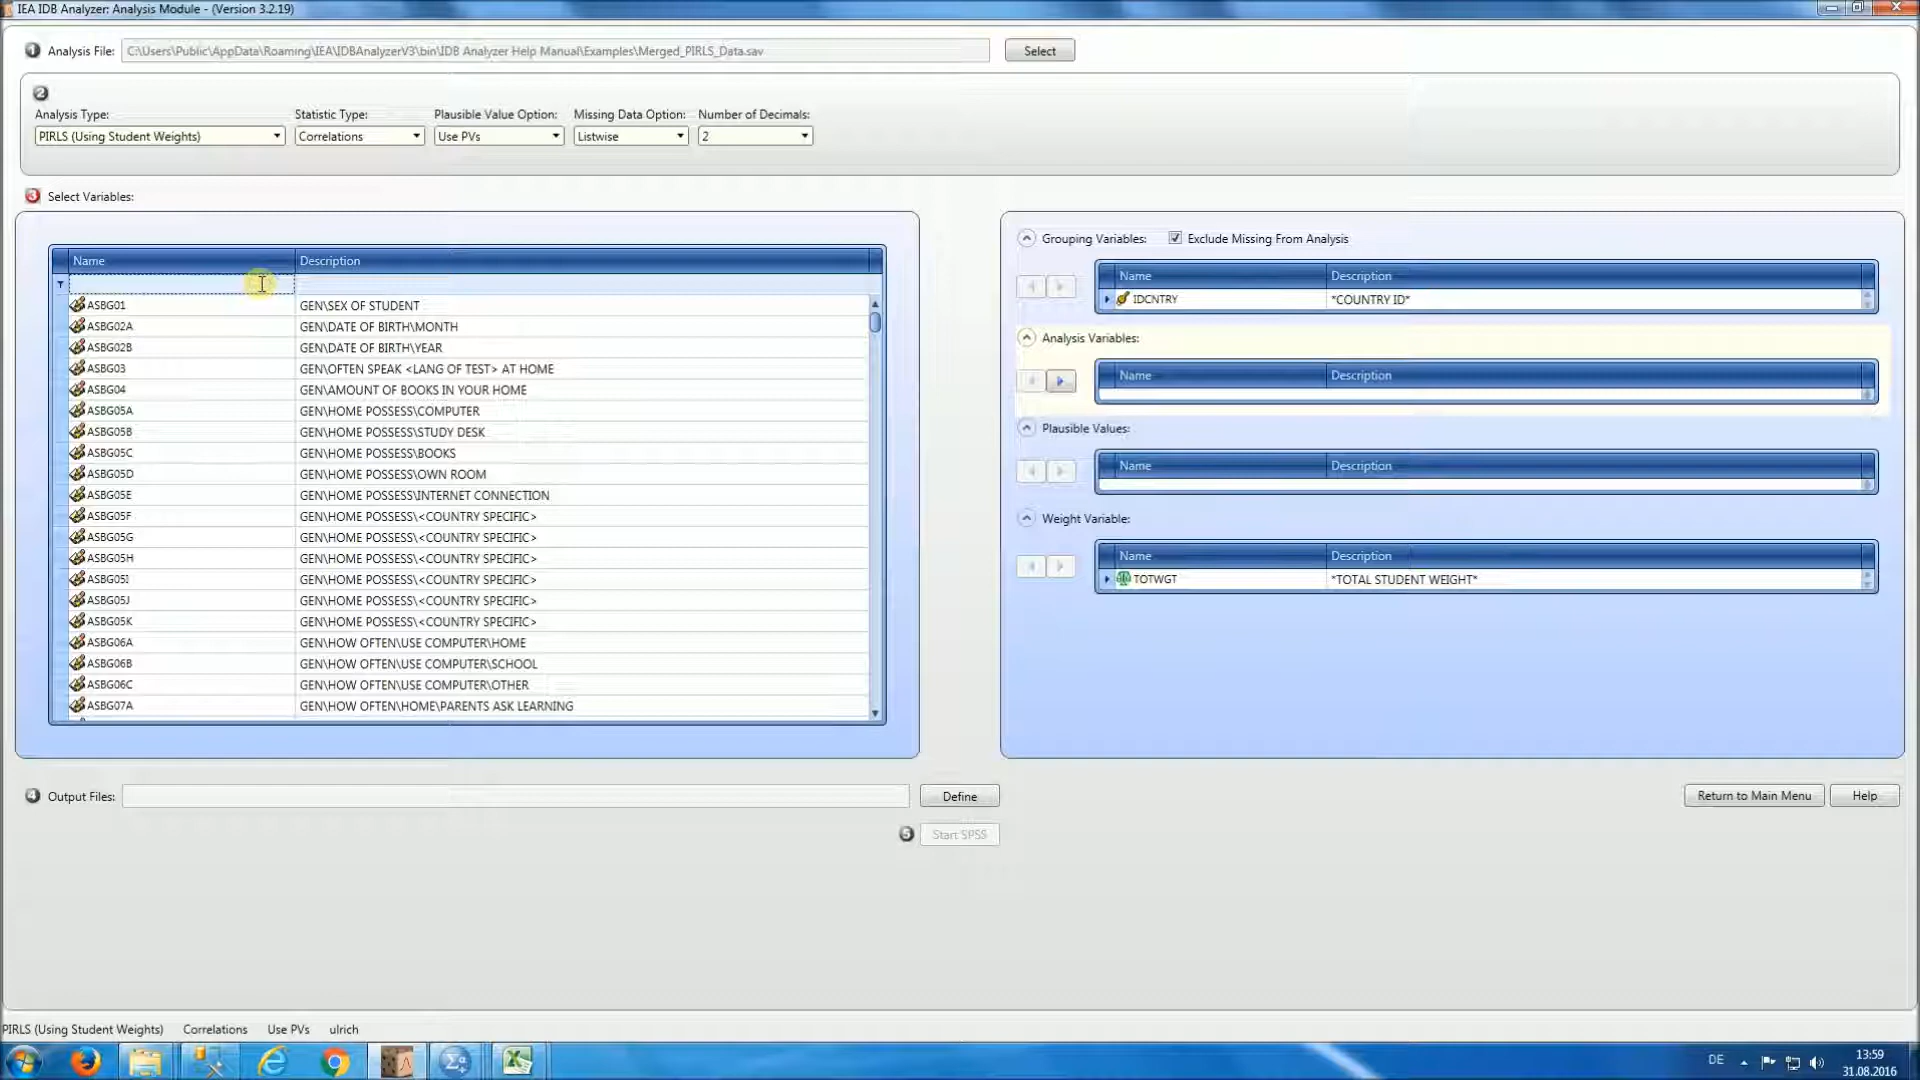 IEA IDB Analyzer: Analysis Module - (Version 3.2.19)
1 Analysis File: C:\Users\Public\AppData\Roaming\IEA\IDBAnalyzerV3\bin\IDB Analyzer Help Manual\Examples\Merged_PIRLS_Data.sav Select
2
Analysis Type: Statistic Type: Plausible Value Option: Missing Data Option: Number of Decimals:
PIRLS (Using Student Weights) Correlations Use PVs Listwise 2
3 Select Variables:
Name Description
ASBG01 GEN\SEX OF STUDENT
ASBG02A GEN\DATE OF BIRTH\MONTH
ASBG02B GEN\DATE OF BIRTH\YEAR
ASBG03 GEN\OFTEN SPEAK <LANG OF TEST> AT HOME
ASBG04 GEN\AMOUNT OF BOOKS IN YOUR HOME
ASBG05A GEN\HOME POSSESS\COMPUTER
ASBG05B GEN\HOME POSSESS\STUDY DESK
ASBG05C GEN\HOME POSSESS\BOOKS
ASBG05D GEN\HOME POSSESS\OWN ROOM
ASBG05E GEN\HOME POSSESS\INTERNET CONNECTION
ASBG05F GEN\HOME POSSESS\<COUNTRY SPECIFIC>
ASBG05G GEN\HOME POSSESS\<COUNTRY SPECIFIC>
ASBG05H GEN\HOME POSSESS\<COUNTRY SPECIFIC>
ASBG05I GEN\HOME POSSESS\<COUNTRY SPECIFIC>
ASBG05J GEN\HOME POSSESS\<COUNTRY SPECIFIC>
ASBG05K GEN\HOME POSSESS\<COUNTRY SPECIFIC>
ASBG06A GEN\HOW OFTEN\USE COMPUTER\HOME
ASBG06B GEN\HOW OFTEN\USE COMPUTER\SCHOOL
ASBG06C GEN\HOW OFTEN\USE COMPUTER\OTHER
ASBG07A GEN\HOW OFTEN\HOME\PARENTS ASK LEARNING
Grouping Variables: Exclude Missing From Analysis
Name Description
IDCNTRY *COUNTRY ID*
Analysis Variables:
Name Description
Plausible Values:
Name Description
Weight Variable:
Name Description
TOTWGT *TOTAL STUDENT WEIGHT*
4 Output Files: Define Return to Main Menu Help
5 Start SPSS
PIRLS (Using Student Weights) Correlations Use PVs ulrich
DE 13:59
31.08.2016